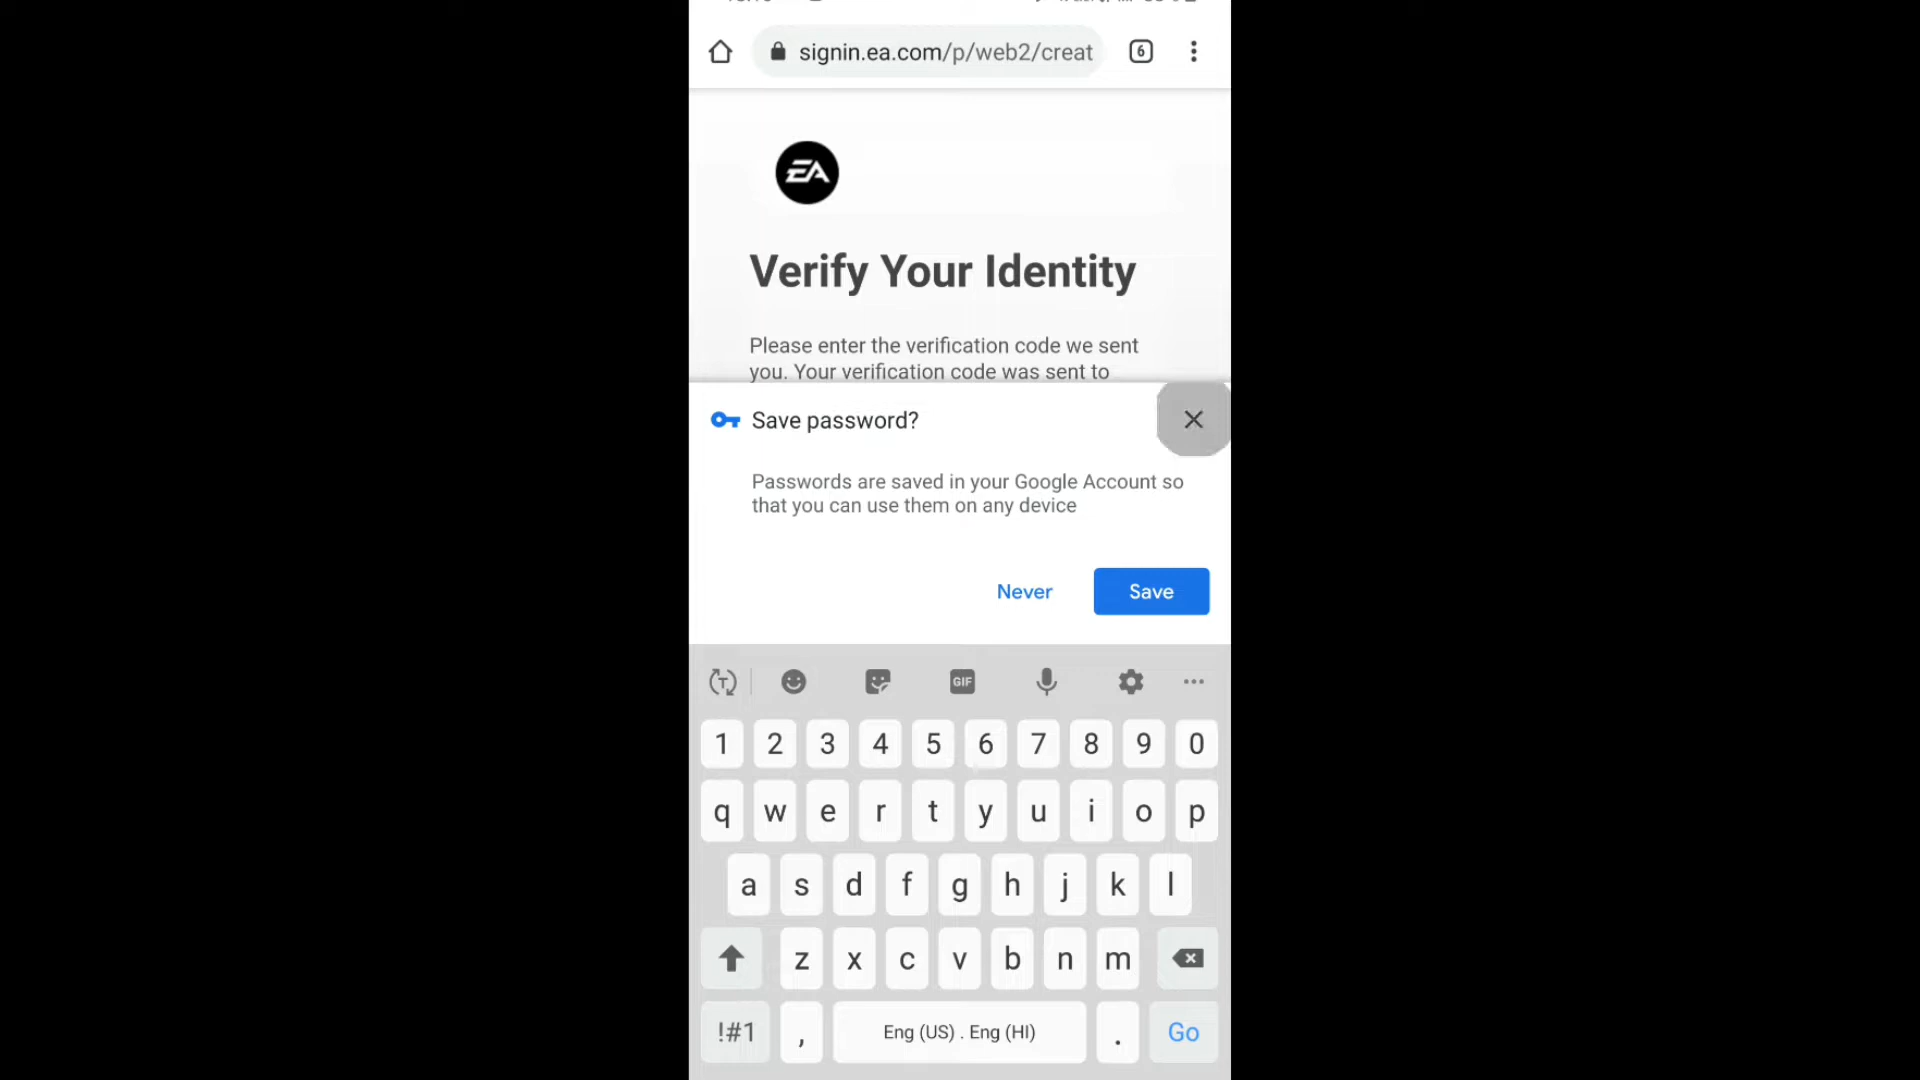 signin.ea.com/p/web2/creat 6
EA
Verify Your Identity
Please enter the verification code we sent
you. Your verification code was sent to
Save password?
Passwords are saved in your Google Account so
that you can use them on any device
Never Save
T GIF
1 2 3 4 5 6 7 8 9 0
q w e r t y u i o p
a s d f g h j k l
z x c v b n m
!#1 , Eng (US) . Eng (HI) . Go